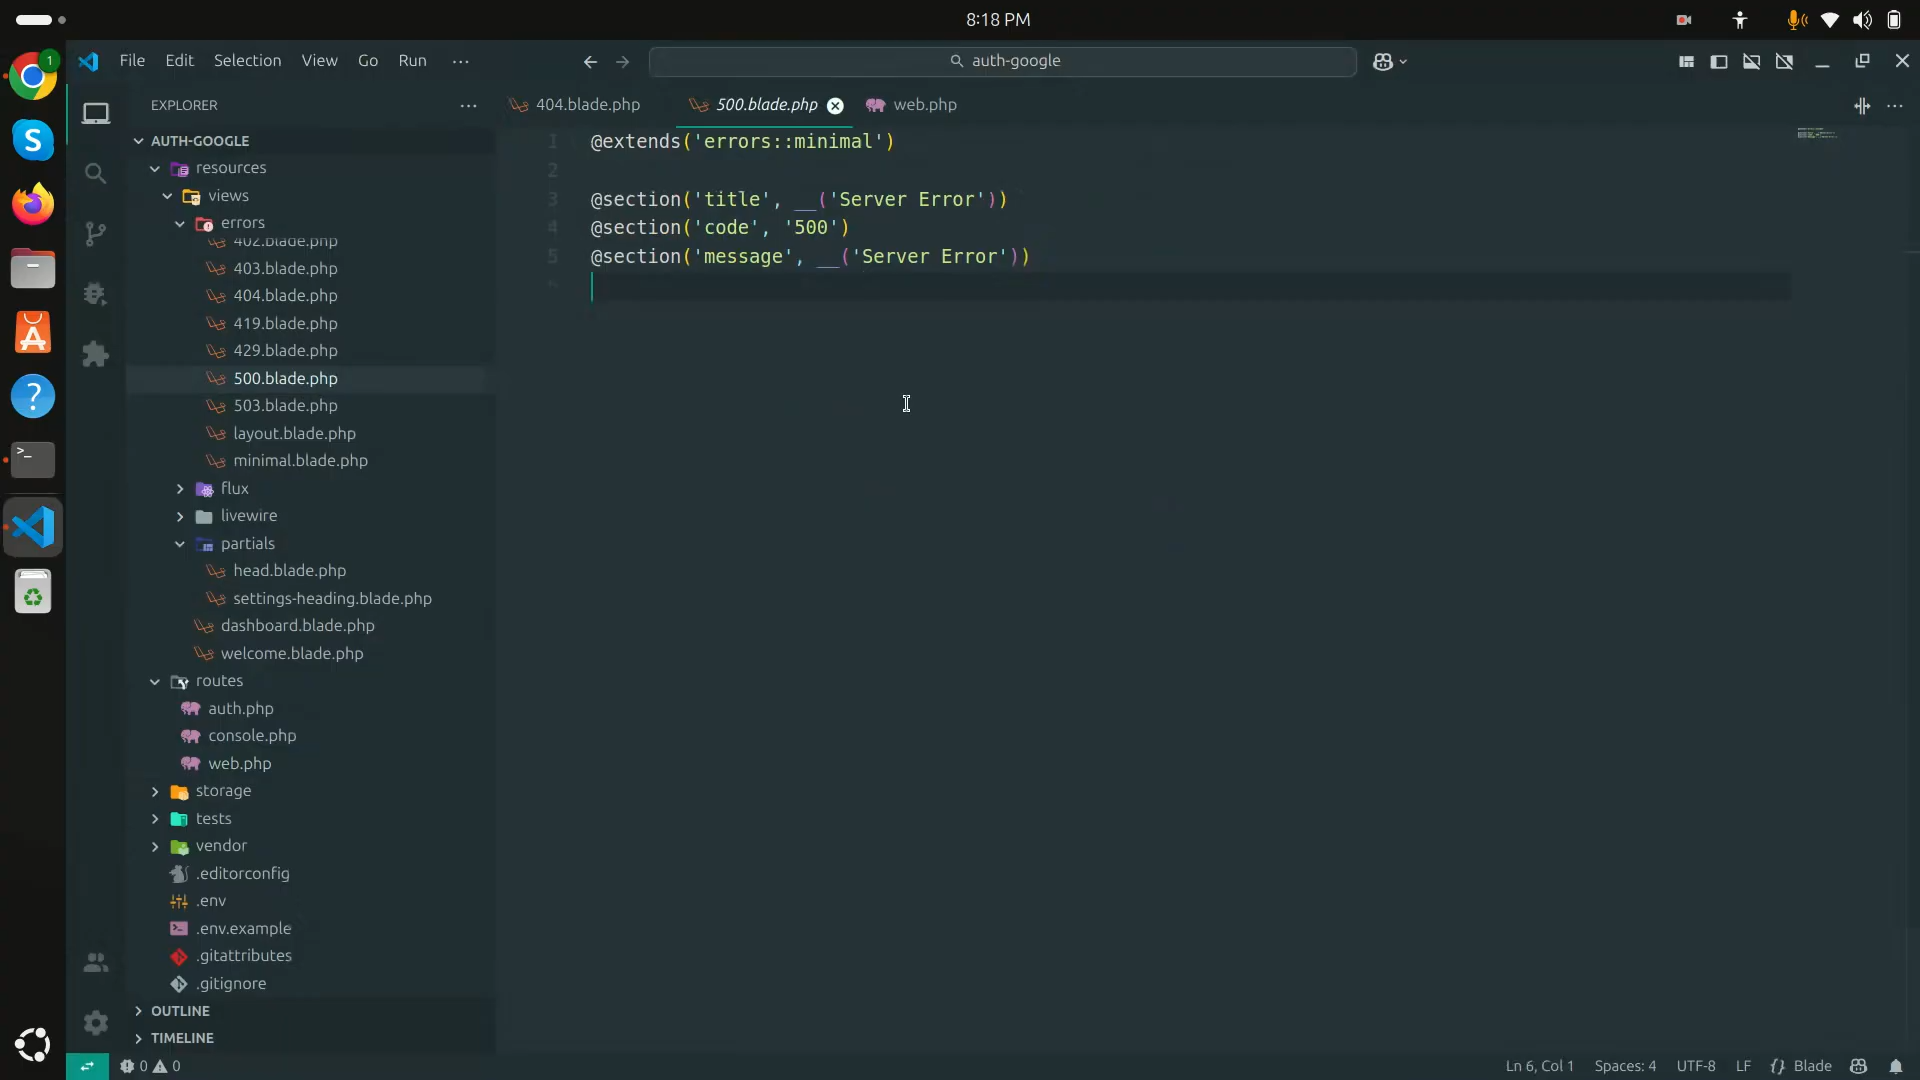 8:18 PM
1
File Edit Selection View Go Run ...
auth-google
EXPLORER
404.blade.php
500.blade.php
web.php
AUTH-GOOGLE
resources
views
errors
402.blade.php
403.blade.php
404.blade.php
419.blade.php
429.blade.php
500.blade.php
503.blade.php
layout.blade.php
minimal.blade.php
flux
livewire
partials
head.blade.php
settings-heading.blade.php
dashboard.blade.php
welcome.blade.php
routes
auth.php
console.php
web.php
storage
tests
vendor
.editorconfig
.env
.env.example
.gitattributes
.gitignore
OUTLINE
TIMELINE
1 @extends('errors::minimal')
2
3 @section('title', __('Server Error'))
4 @section('code', '500')
5 @section('message', __('Server Error'))
6
0 0
Ln 6, Col 1 Spaces: 4 UTF-8 LF {} Blade